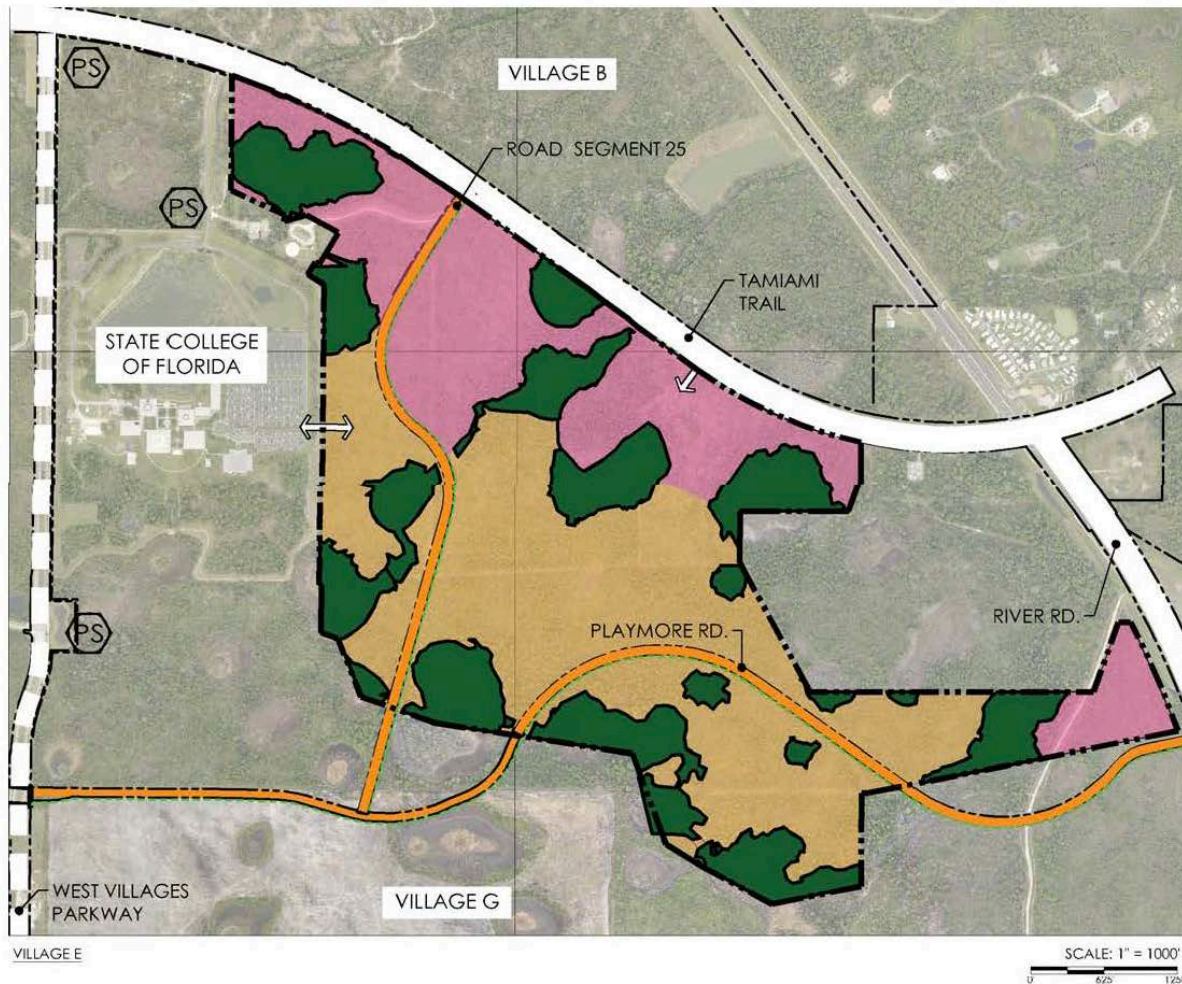 VILLAGE B
PS
ROAD SEGMENT 25
PS
TAMIAMI
TRAIL
STATE COLLEGE
OF FLORIDA
RIVER RD.
PS
PLAYMORE RD.
WEST VILLAGES
PARKWAY
VILLAGE G
VILLAGE E
SCALE: 1" = 1000'
0 625 125